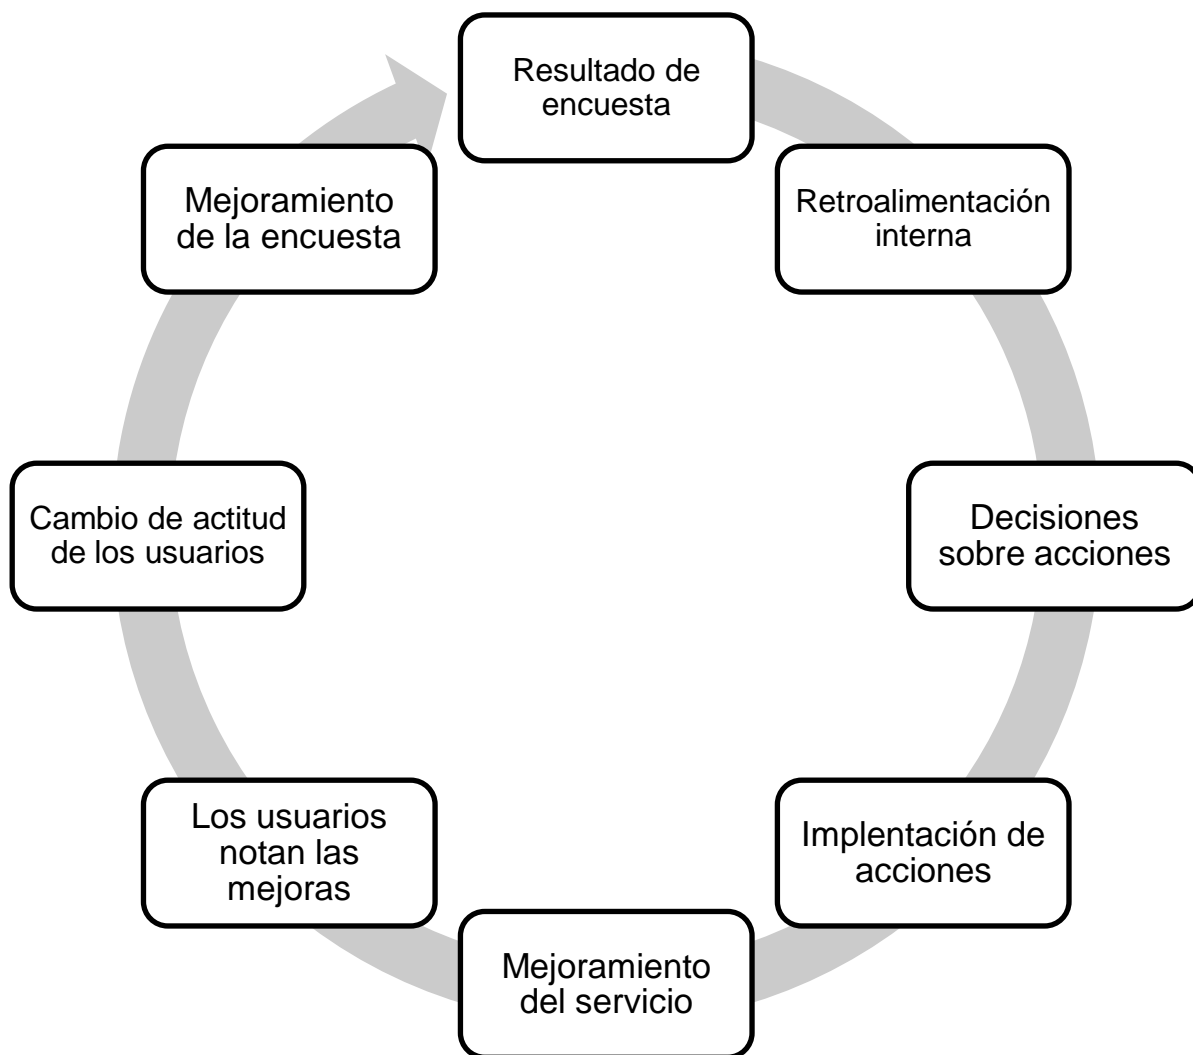 Resultado de
encuesta
Retroalimentación
interna
Decisiones
sobre acciones
Implentación de
acciones
Mejoramiento
del servicio
Los usuarios
notan las
mejoras
Cambio de actitud
de los usuarios
Mejoramiento
de la encuesta